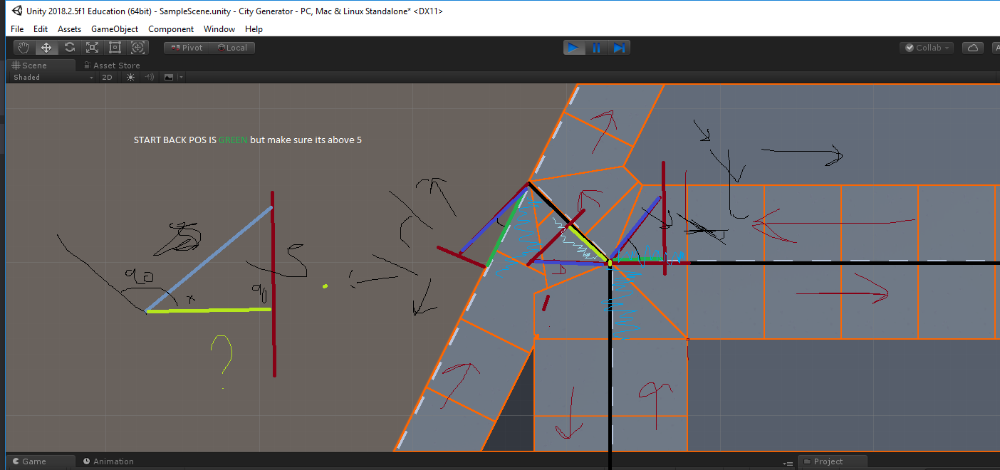 Unity 2018.2.5f1 Education (64bit) - SampleScene.unity - City Generator - PC, Mac & Linux Standalone* <DX11>
File Edit Assets GameObject Component Window Help
Pivot Local Collab
Scene Asset Store
Shaded 2D
START BACK POS IS GREEN but make sure its above 5
5
90
x
90
?
Game Animation Project